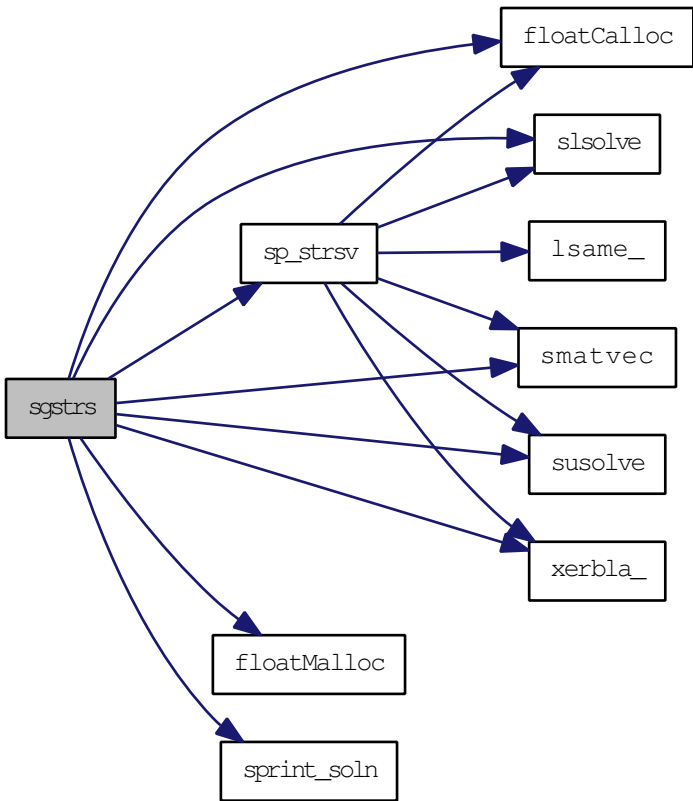 floatCalloc
slsolve
sp_strsv
lsame_
smatvec
sgstrs
susolve
xerbla_
floatMalloc
sprint_soln